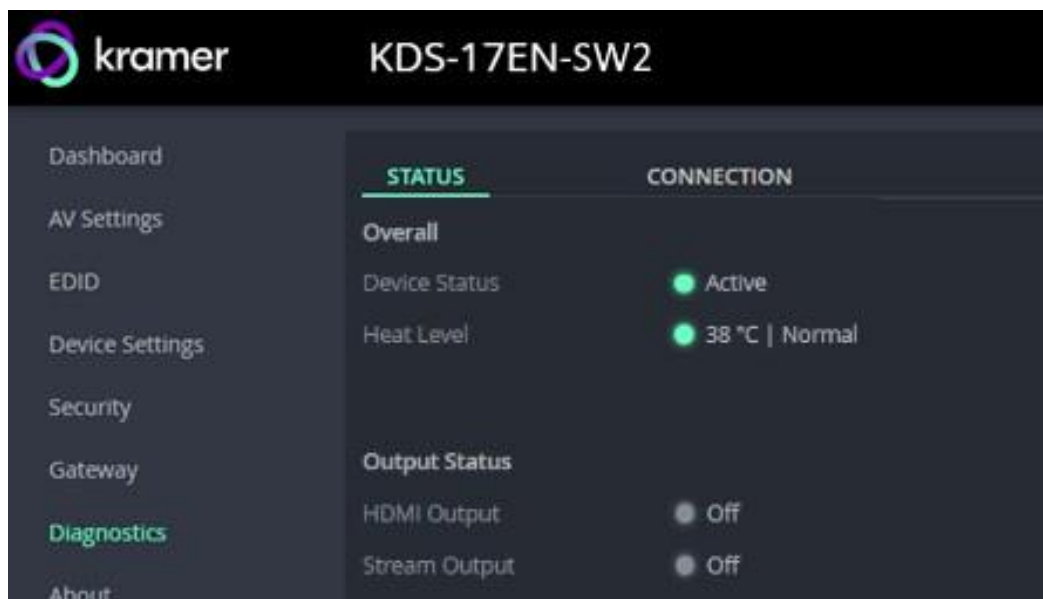 kramer
KDS-17EN-SW2
Dashboard
AV Settings
EDID
Device Settings
Security
Gateway
Diagnostics
About
STATUS
CONNECTION
Overall
Device Status Active
Heat Level 38 °C | Normal
Output Status
HDMI Output Off
Stream Output Off